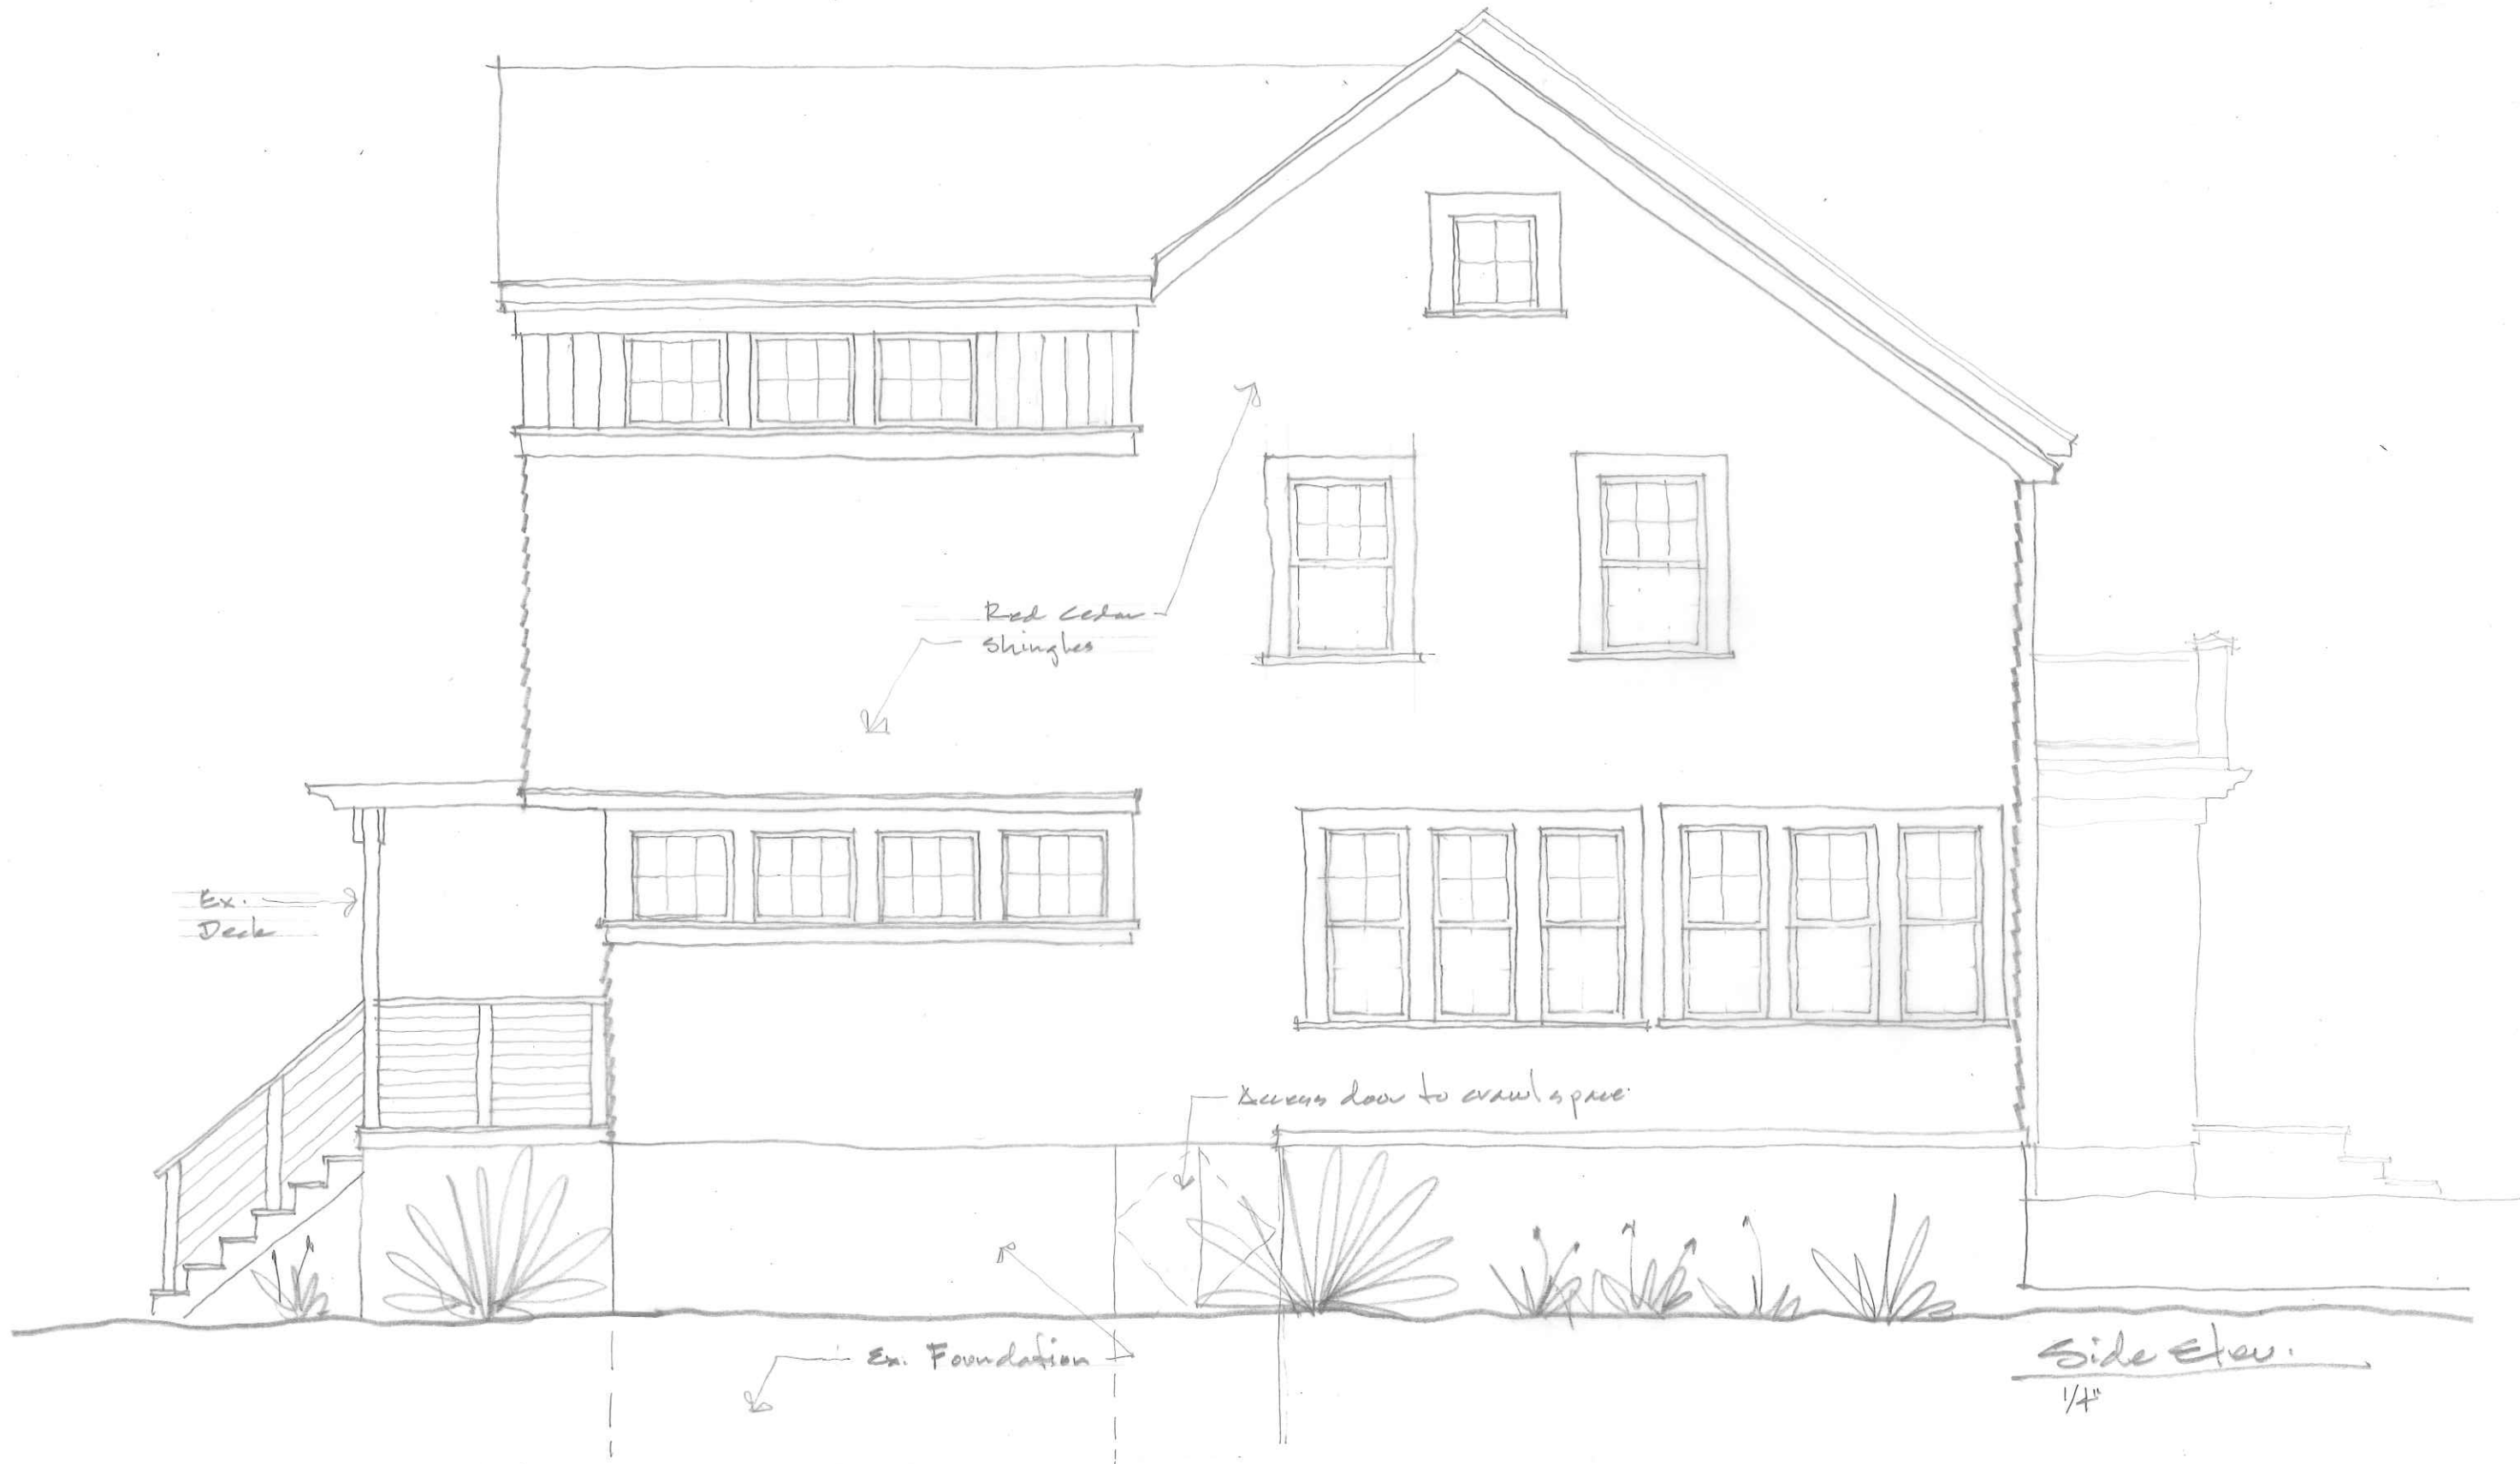 Red Cedar
Shingles
Ex.
Deck
Access door to crawlspace
Ex. Foundation
Side Elev.
1/4"